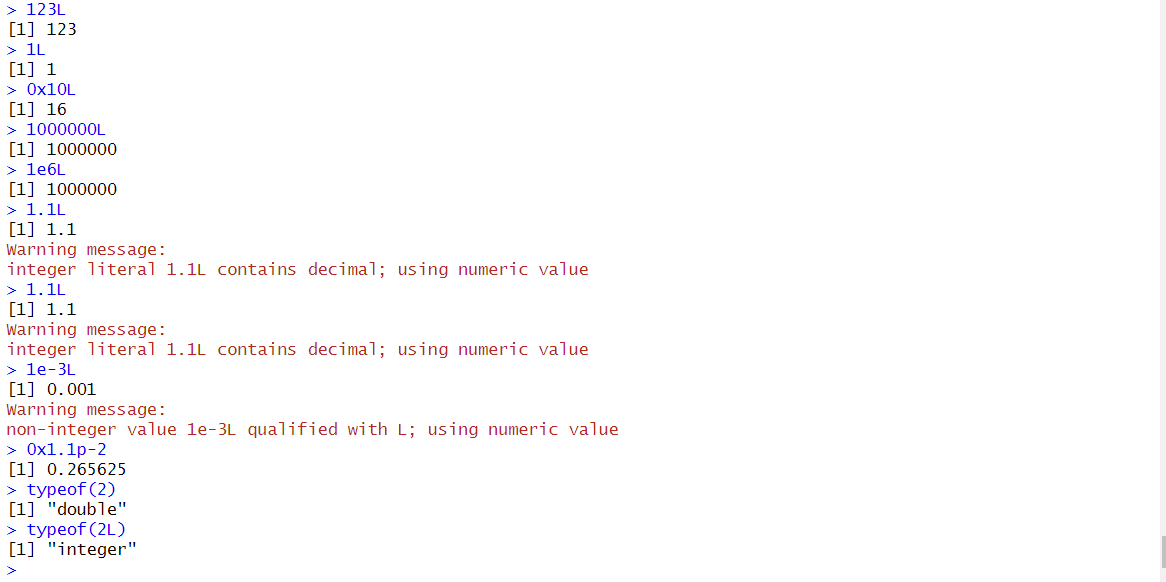 > 123L
[1] 123
> 1L
[1] 1
> 0x10L
[1] 16
> 1000000L
[1] 1000000
> 1e6L
[1] 1000000
> 1.1L
[1] 1.1
Warning message:
integer literal 1.1L contains decimal; using numeric value
> 1.1L
[1] 1.1
Warning message:
integer literal 1.1L contains decimal; using numeric value
> 1e-3L
[1] 0.001
Warning message:
non-integer value 1e-3L qualified with L; using numeric value
> 0x1.1p-2
[1] 0.265625
> typeof(2)
[1] "double"
> typeof(2L)
[1] "integer"
>